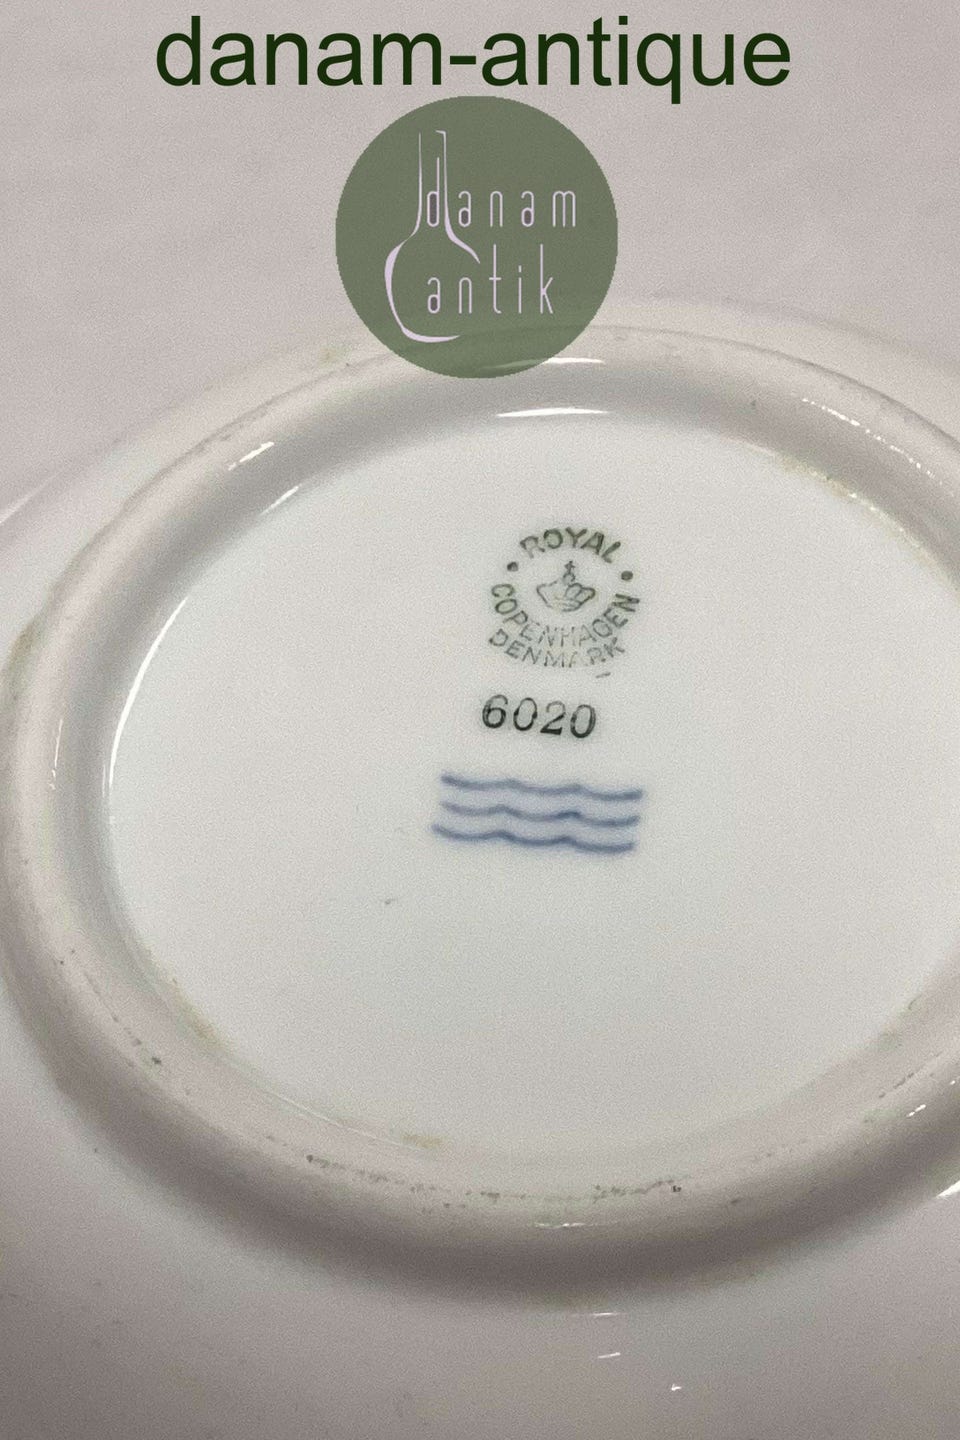 danam-antique
danam
antik
ROYAL
COPENHAGEN
DENMARK
6020